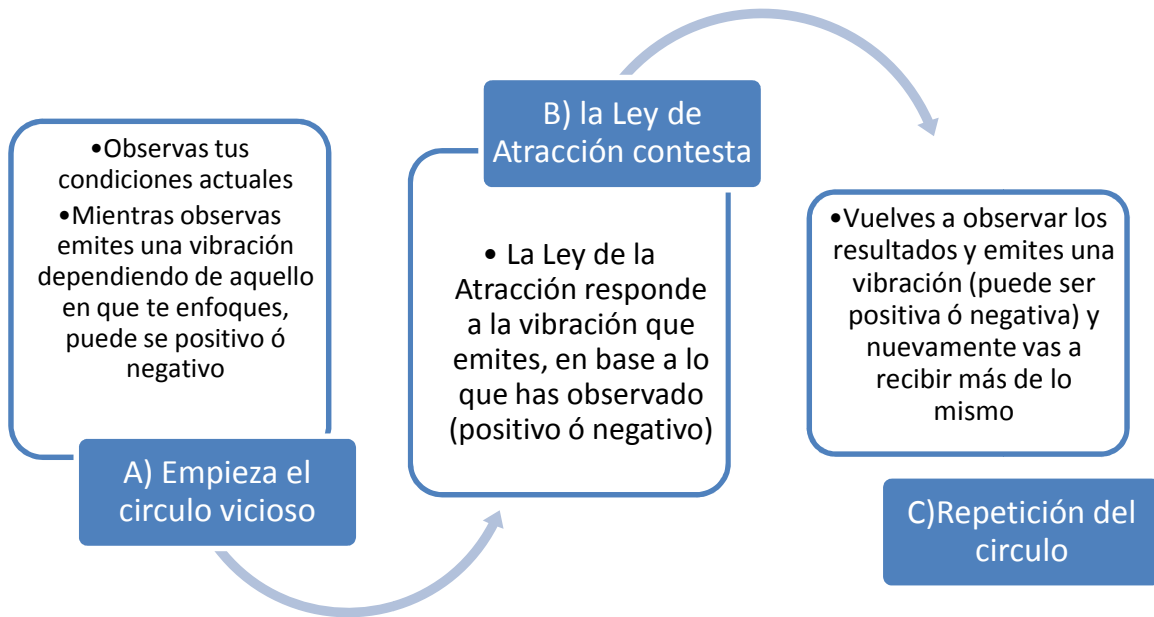 •Observas tus
condiciones actuales
•Mientras observas
emites una vibración
dependiendo de aquello
en que te enfoques,
puede se positivo ó
negativo
A) Empieza el
circulo vicioso
B) la Ley de
Atracción contesta
• La Ley de la
Atracción responde
a la vibración que
emites, en base a lo
que has observado
(positivo ó negativo)
•Vuelves a observar los
resultados y emites una
vibración (puede ser
positiva ó negativa) y
nuevamente vas a
recibir más de lo
mismo
C)Repetición del
circulo